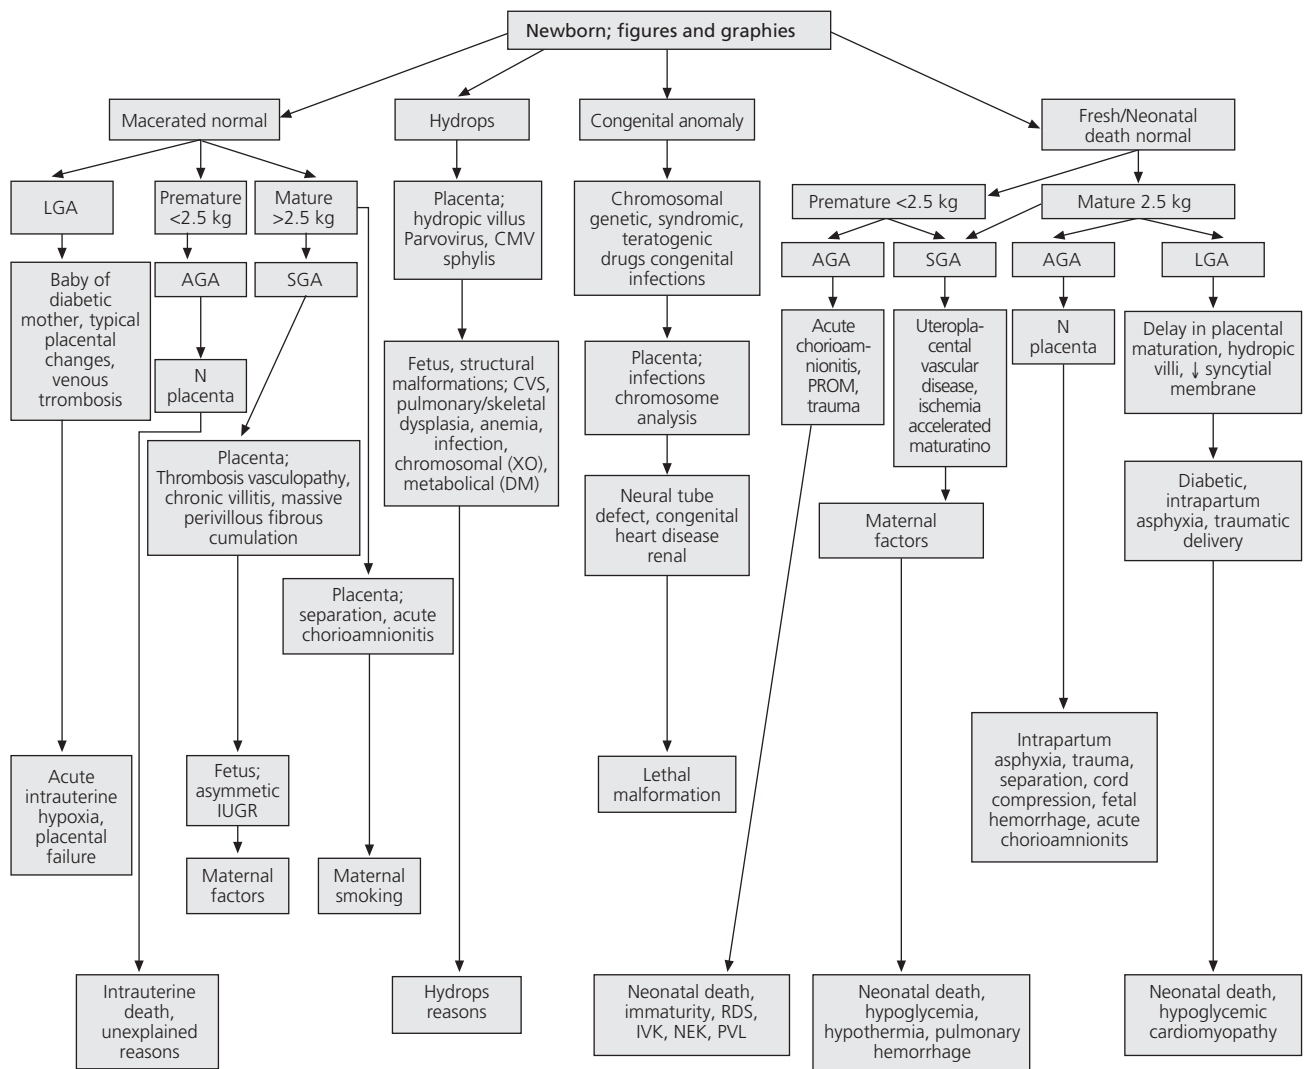 Newborn; figures and graphies
Macerated normal
Hydrops
Congenital anomaly
Fresh/Neonatal
death normal
LGA
Premature
<2.5 kg
Mature
>2.5 kg
Placenta;
hydropic villus
Parvovirus, CMV
sphylis
Chromosomal
genetic, syndromic,
teratogenic
drugs congenital
infections
Premature <2.5 kg
Mature 2.5 kg
Baby of
diabetic
mother, typical
placental
changes,
venous
trrombosis
AGA
SGA
AGA
SGA
AGA
LGA
N
placenta
Fetus, structural
malformations; CVS,
pulmonary/skeletal
dysplasia, anemia,
infection,
chromosomal (XO),
metabolical (DM)
Placenta;
infections
chromosome
analysis
Acute
chorioam-
nionitis,
PROM,
trauma
Uteropla-
cental
vascular
disease,
ischemia
accelerated
maturatino
N
placenta
Delay in placental
maturation, hydropic
villi, ↓ syncytial
membrane
Placenta;
Thrombosis vasculopathy,
chronic villitis, massive
perivillous fibrous
cumulation
Neural tube
defect, congenital
heart disease
renal
Maternal
factors
Diabetic,
intrapartum
asphyxia, traumatic
delivery
Placenta;
separation, acute
chorioamnionitis
Acute
intrauterine
hypoxia,
placental
failure
Fetus;
asymmetic
IUGR
Lethal
malformation
Intrapartum
asphyxia, trauma,
separation, cord
compression, fetal
hemorrhage, acute
chorioamnionits
Maternal
factors
Maternal
smoking
Intrauterine
death,
unexplained
reasons
Hydrops
reasons
Neonatal death,
immaturity, RDS,
IVK, NEK, PVL
Neonatal death,
hypoglycemia,
hypothermia, pulmonary
hemorrhage
Neonatal death,
hypoglycemic
cardiomyopathy